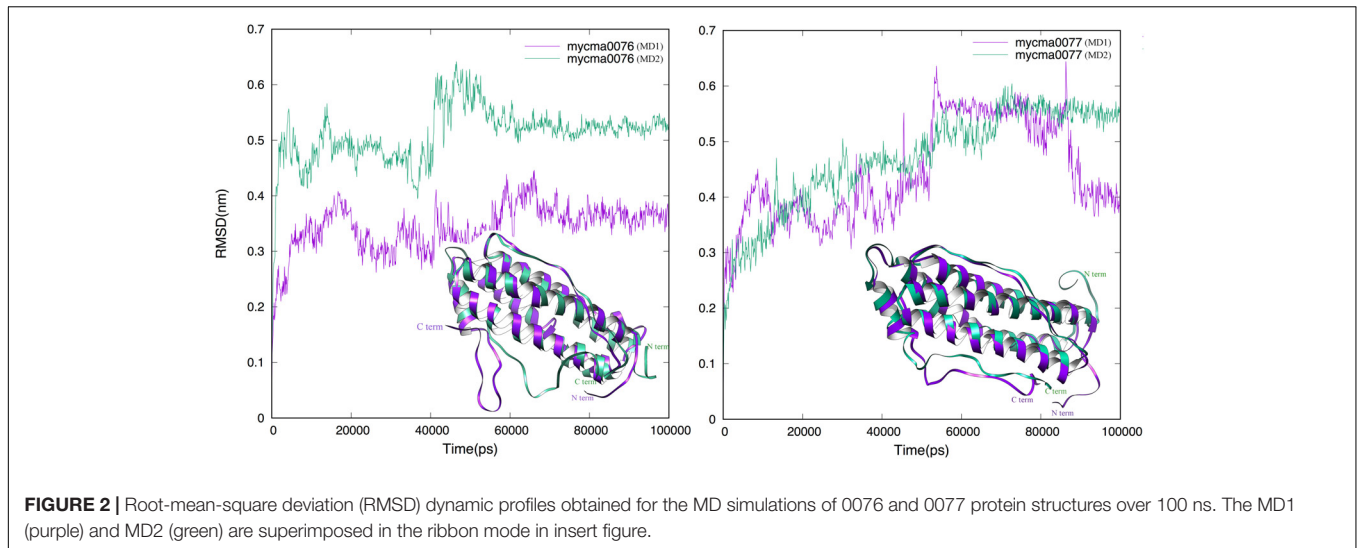 0.7
mycma0076 (MD1)
mycma0076 (MD2)
0.6
0.5
0.4
0.3
0.2
0.1
0
RMSD(nm)
C term
N term
C term
N term
0 20000 40000 60000 80000 100000
Time(ps)
0.7
mycma0077 (MD1)
mycma0077 (MD2)
0.6
0.5
0.4
0.3
0.2
0.1
0
N term
C term
C term
N term
0 20000 40000 60000 80000 100000
Time(ps)
FIGURE 2 | Root-mean-square deviation (RMSD) dynamic profiles obtained for the MD simulations of 0076 and 0077 protein structures over 100 ns. The MD1
(purple) and MD2 (green) are superimposed in the ribbon mode in insert figure.